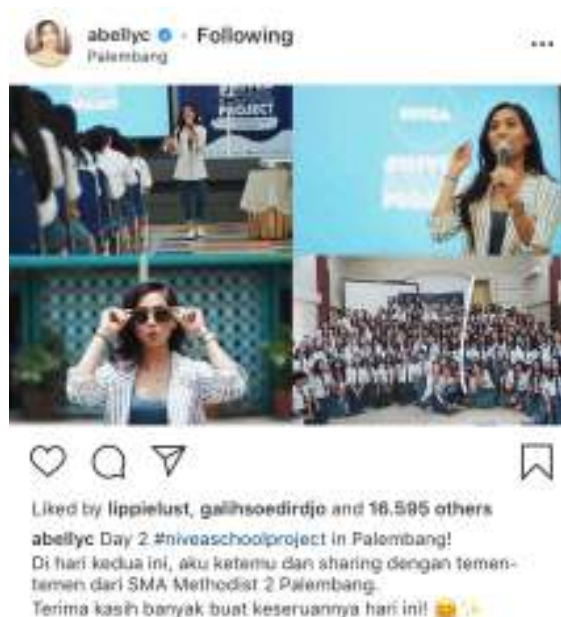 abellyc · Following
Palembang
PROJECT
NIVEA
Liked by lippielust, galihsoedirdjo and 16.595 others
abellyc Day 2 #niveaschoolproject in Palembang!
Di hari kedua ini, aku ketemu dan sharing dengan temen-
temen dari SMA Methodist 2 Palembang.
Terima kasih banyak buat keseruannya hari ini! 😊✨